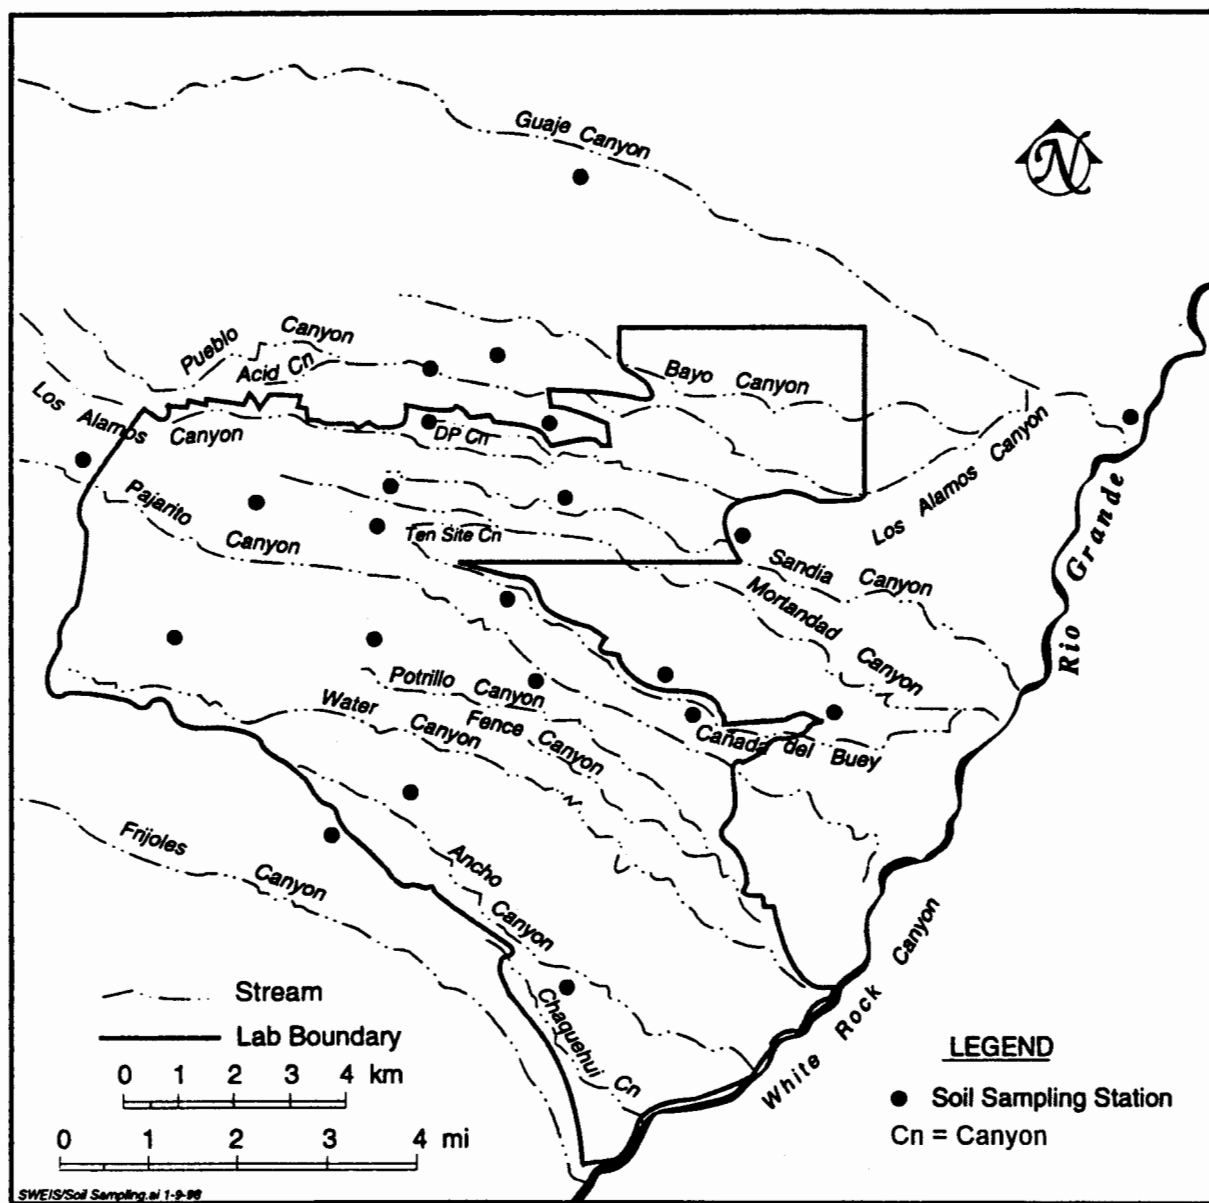 Guaje Canyon
N
Pueblo Canyon
Acid Cn
Los Alamos Canyon
Bayo Canyon
DP Cn
Los Alamos Canyon
Rio Grande
Pajarito Canyon
Ten Site Cn
Sandia Canyon
Mortandad Canyon
Potrillo Canyon
Water Canyon
Fence Canyon
Cañada del Buey
Frijoles Canyon
Ancho Canyon
White Rock Canyon
Chaquehui Cn
Stream
Lab Boundary
0 1 2 3 4 km
0 1 2 3 4 mi
LEGEND
Soil Sampling Station
Cn = Canyon
SWEIS/Soil Sampling.ai 1-9-98